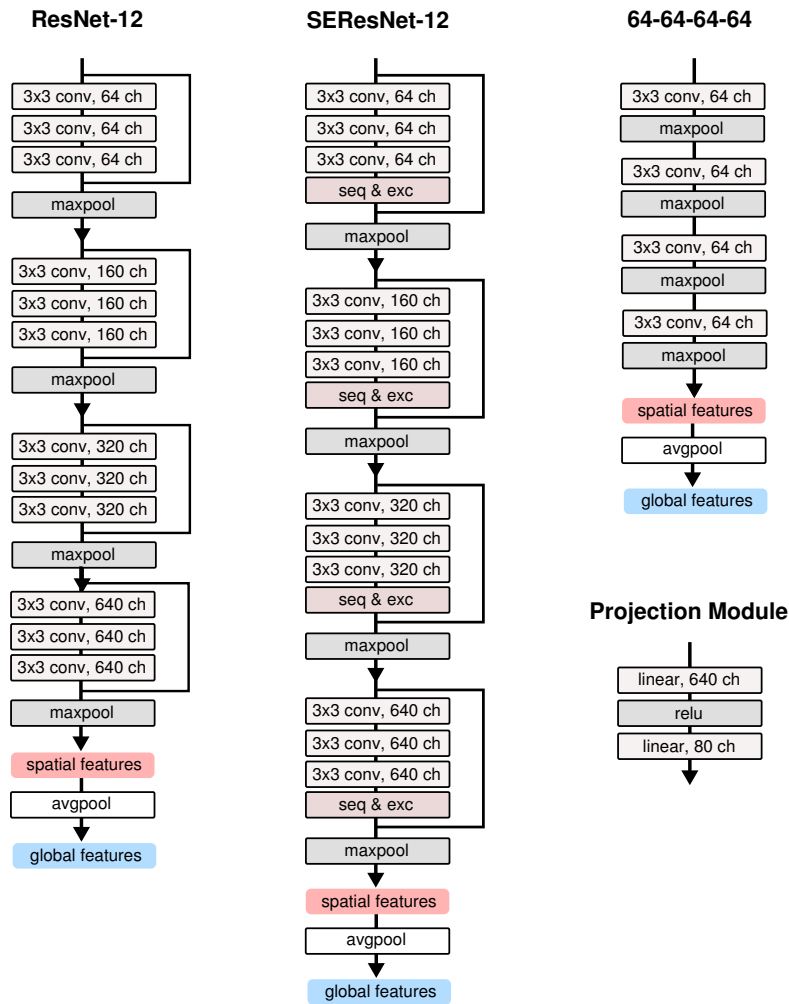 ResNet-12
3x3 conv, 64 ch
3x3 conv, 64 ch
3x3 conv, 64 ch
maxpool
3x3 conv, 160 ch
3x3 conv, 160 ch
3x3 conv, 160 ch
maxpool
3x3 conv, 320 ch
3x3 conv, 320 ch
3x3 conv, 320 ch
maxpool
3x3 conv, 640 ch
3x3 conv, 640 ch
3x3 conv, 640 ch
maxpool
spatial features
avgpool
global features
SEResNet-12
3x3 conv, 64 ch
3x3 conv, 64 ch
3x3 conv, 64 ch
seq & exc
maxpool
3x3 conv, 160 ch
3x3 conv, 160 ch
3x3 conv, 160 ch
seq & exc
maxpool
3x3 conv, 320 ch
3x3 conv, 320 ch
3x3 conv, 320 ch
seq & exc
maxpool
3x3 conv, 640 ch
3x3 conv, 640 ch
3x3 conv, 640 ch
seq & exc
maxpool
spatial features
avgpool
global features
64-64-64-64
3x3 conv, 64 ch
maxpool
3x3 conv, 64 ch
maxpool
3x3 conv, 64 ch
maxpool
3x3 conv, 64 ch
maxpool
spatial features
avgpool
global features
Projection Module
linear, 640 ch
relu
linear, 80 ch